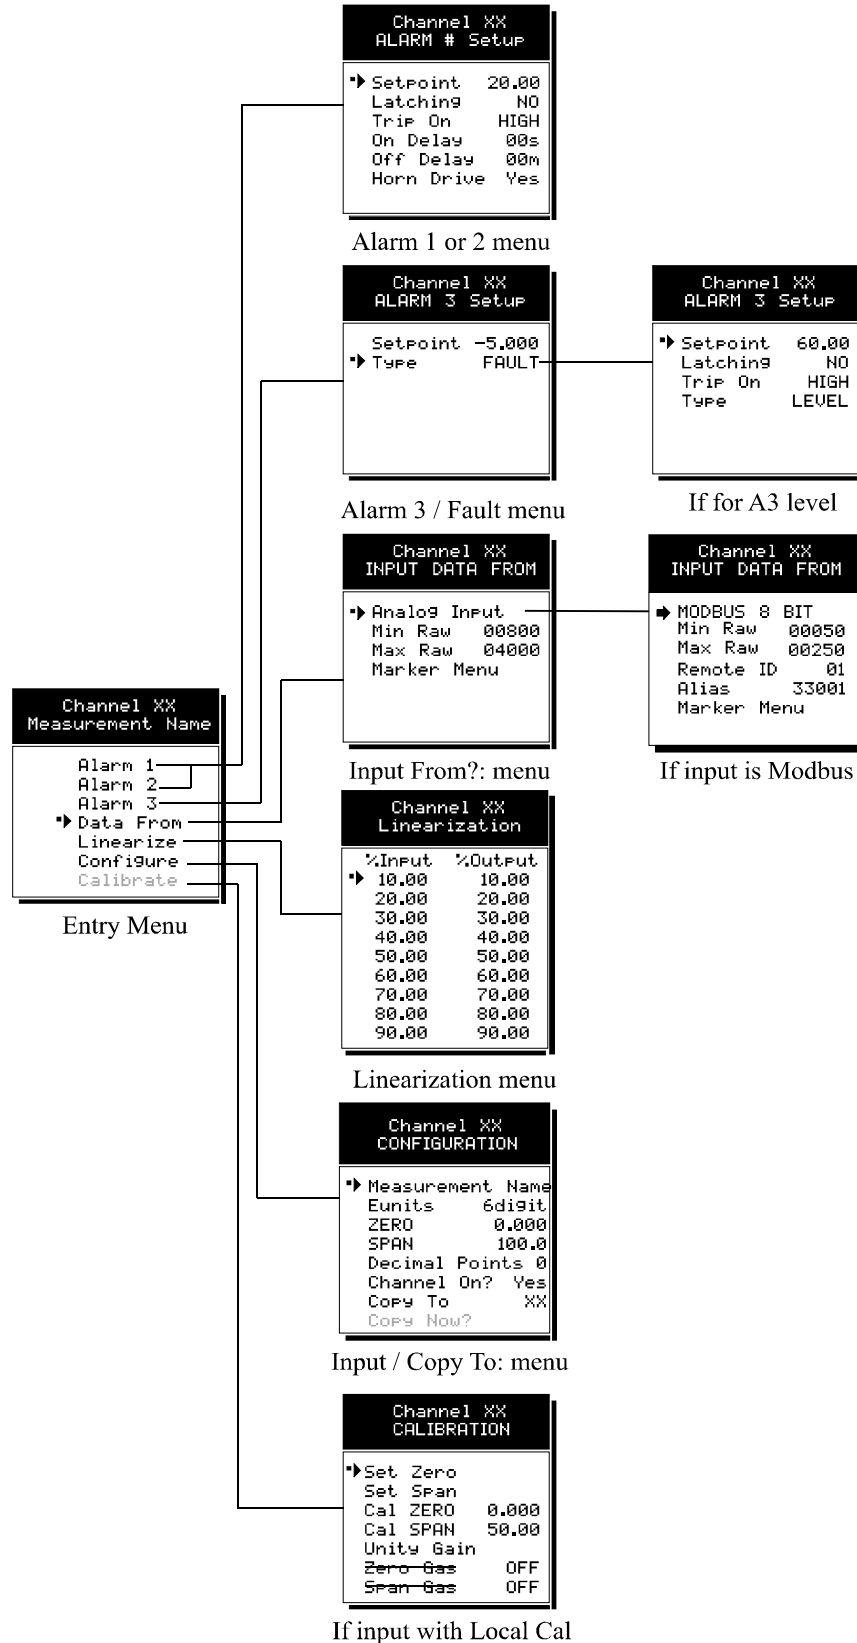 Channel XX
ALARM # Setup
Setpoint 20.00
Latching NO
Trip On HIGH
On Delay 00s
Off Delay 00m
Horn Drive Yes
Alarm 1 or 2 menu
Channel XX
ALARM 3 Setup
Setpoint -5.000
Type FAULT
Alarm 3 / Fault menu
Channel XX
ALARM 3 Setup
Setpoint 60.00
Latching NO
Trip On HIGH
Type LEVEL
If for A3 level
Channel XX
INPUT DATA FROM
Analog Input
Min Raw 00800
Max Raw 04000
Marker Menu
Input From?: menu
Channel XX
INPUT DATA FROM
MODBUS 8 BIT
Min Raw 00050
Max Raw 00250
Remote ID 01
Alias 33001
Marker Menu
If input is Modbus
Channel XX
Measurement Name
Alarm 1
Alarm 2
Alarm 3
Data From
Linearize
Configure
Calibrate
Entry Menu
Channel XX
Linearization
%Input %Output
10.00 10.00
20.00 20.00
30.00 30.00
40.00 40.00
50.00 50.00
60.00 60.00
70.00 70.00
80.00 80.00
90.00 90.00
Linearization menu
Channel XX
CONFIGURATION
Measurement Name
Eunits 6digit
ZERO 0.000
SPAN 100.0
Decimal Points 0
Channel On? Yes
Copy To XX
Copy Now?
Input / Copy To: menu
Channel XX
CALIBRATION
Set Zero
Set Span
Cal ZERO 0.000
Cal SPAN 50.00
Unity Gain
Zero Gas OFF
Span Gas OFF
If input with Local Cal